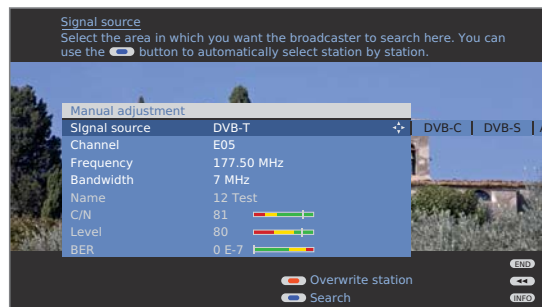 Signal source
Select the area in which you want the broadcaster to search here. You can
use the button to automatically select station by station.
Manual adjustment
SIgnal source DVB-T DVB-C DVB-S A
Channel E05
Frequency 177.50 MHz
Bandwidth 7 MHz
Name 12 Test
C/N 81
Level 80
BER 0 E-7
END
Overwrite station
Search INFO